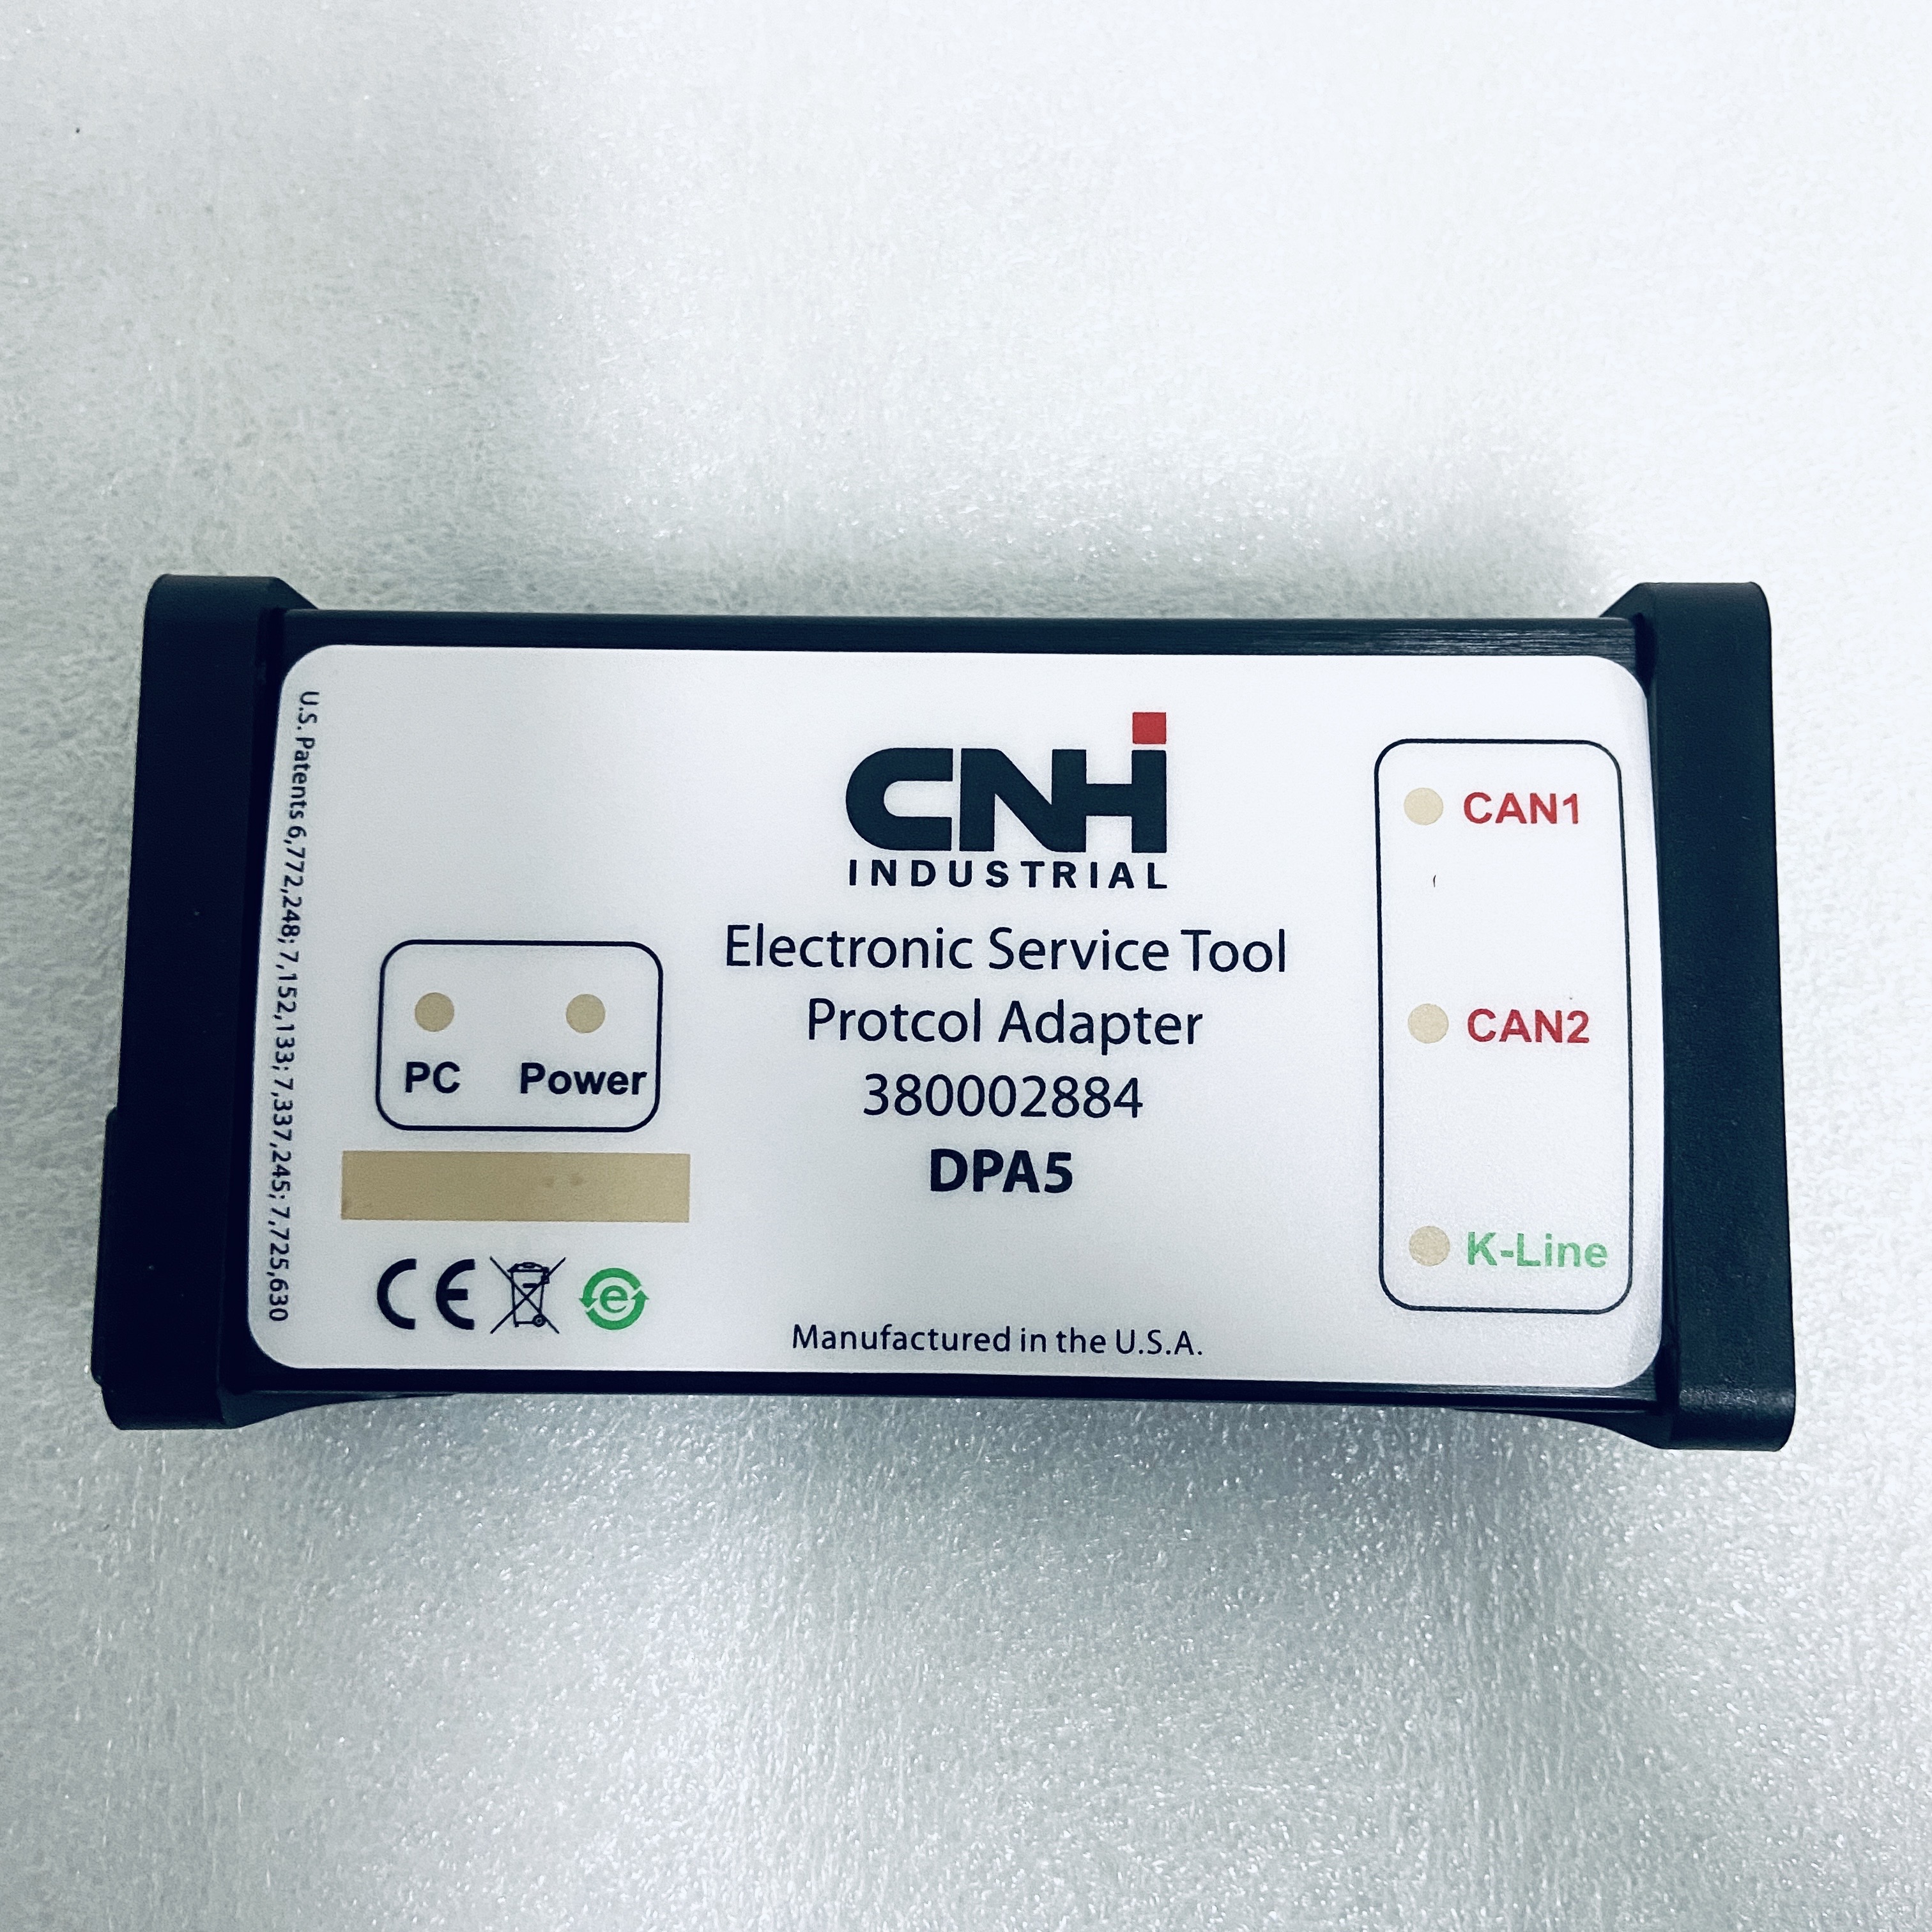 U.S. Patents 6,772,248; 7,152,133; 7,337,245; 7,725,630
CNH
INDUSTRIAL
Electronic Service Tool
Protcol Adapter
380002884
DPA5
PC Power
CE
e
Manufactured in the U.S.A.
CAN1
CAN2
K-Line